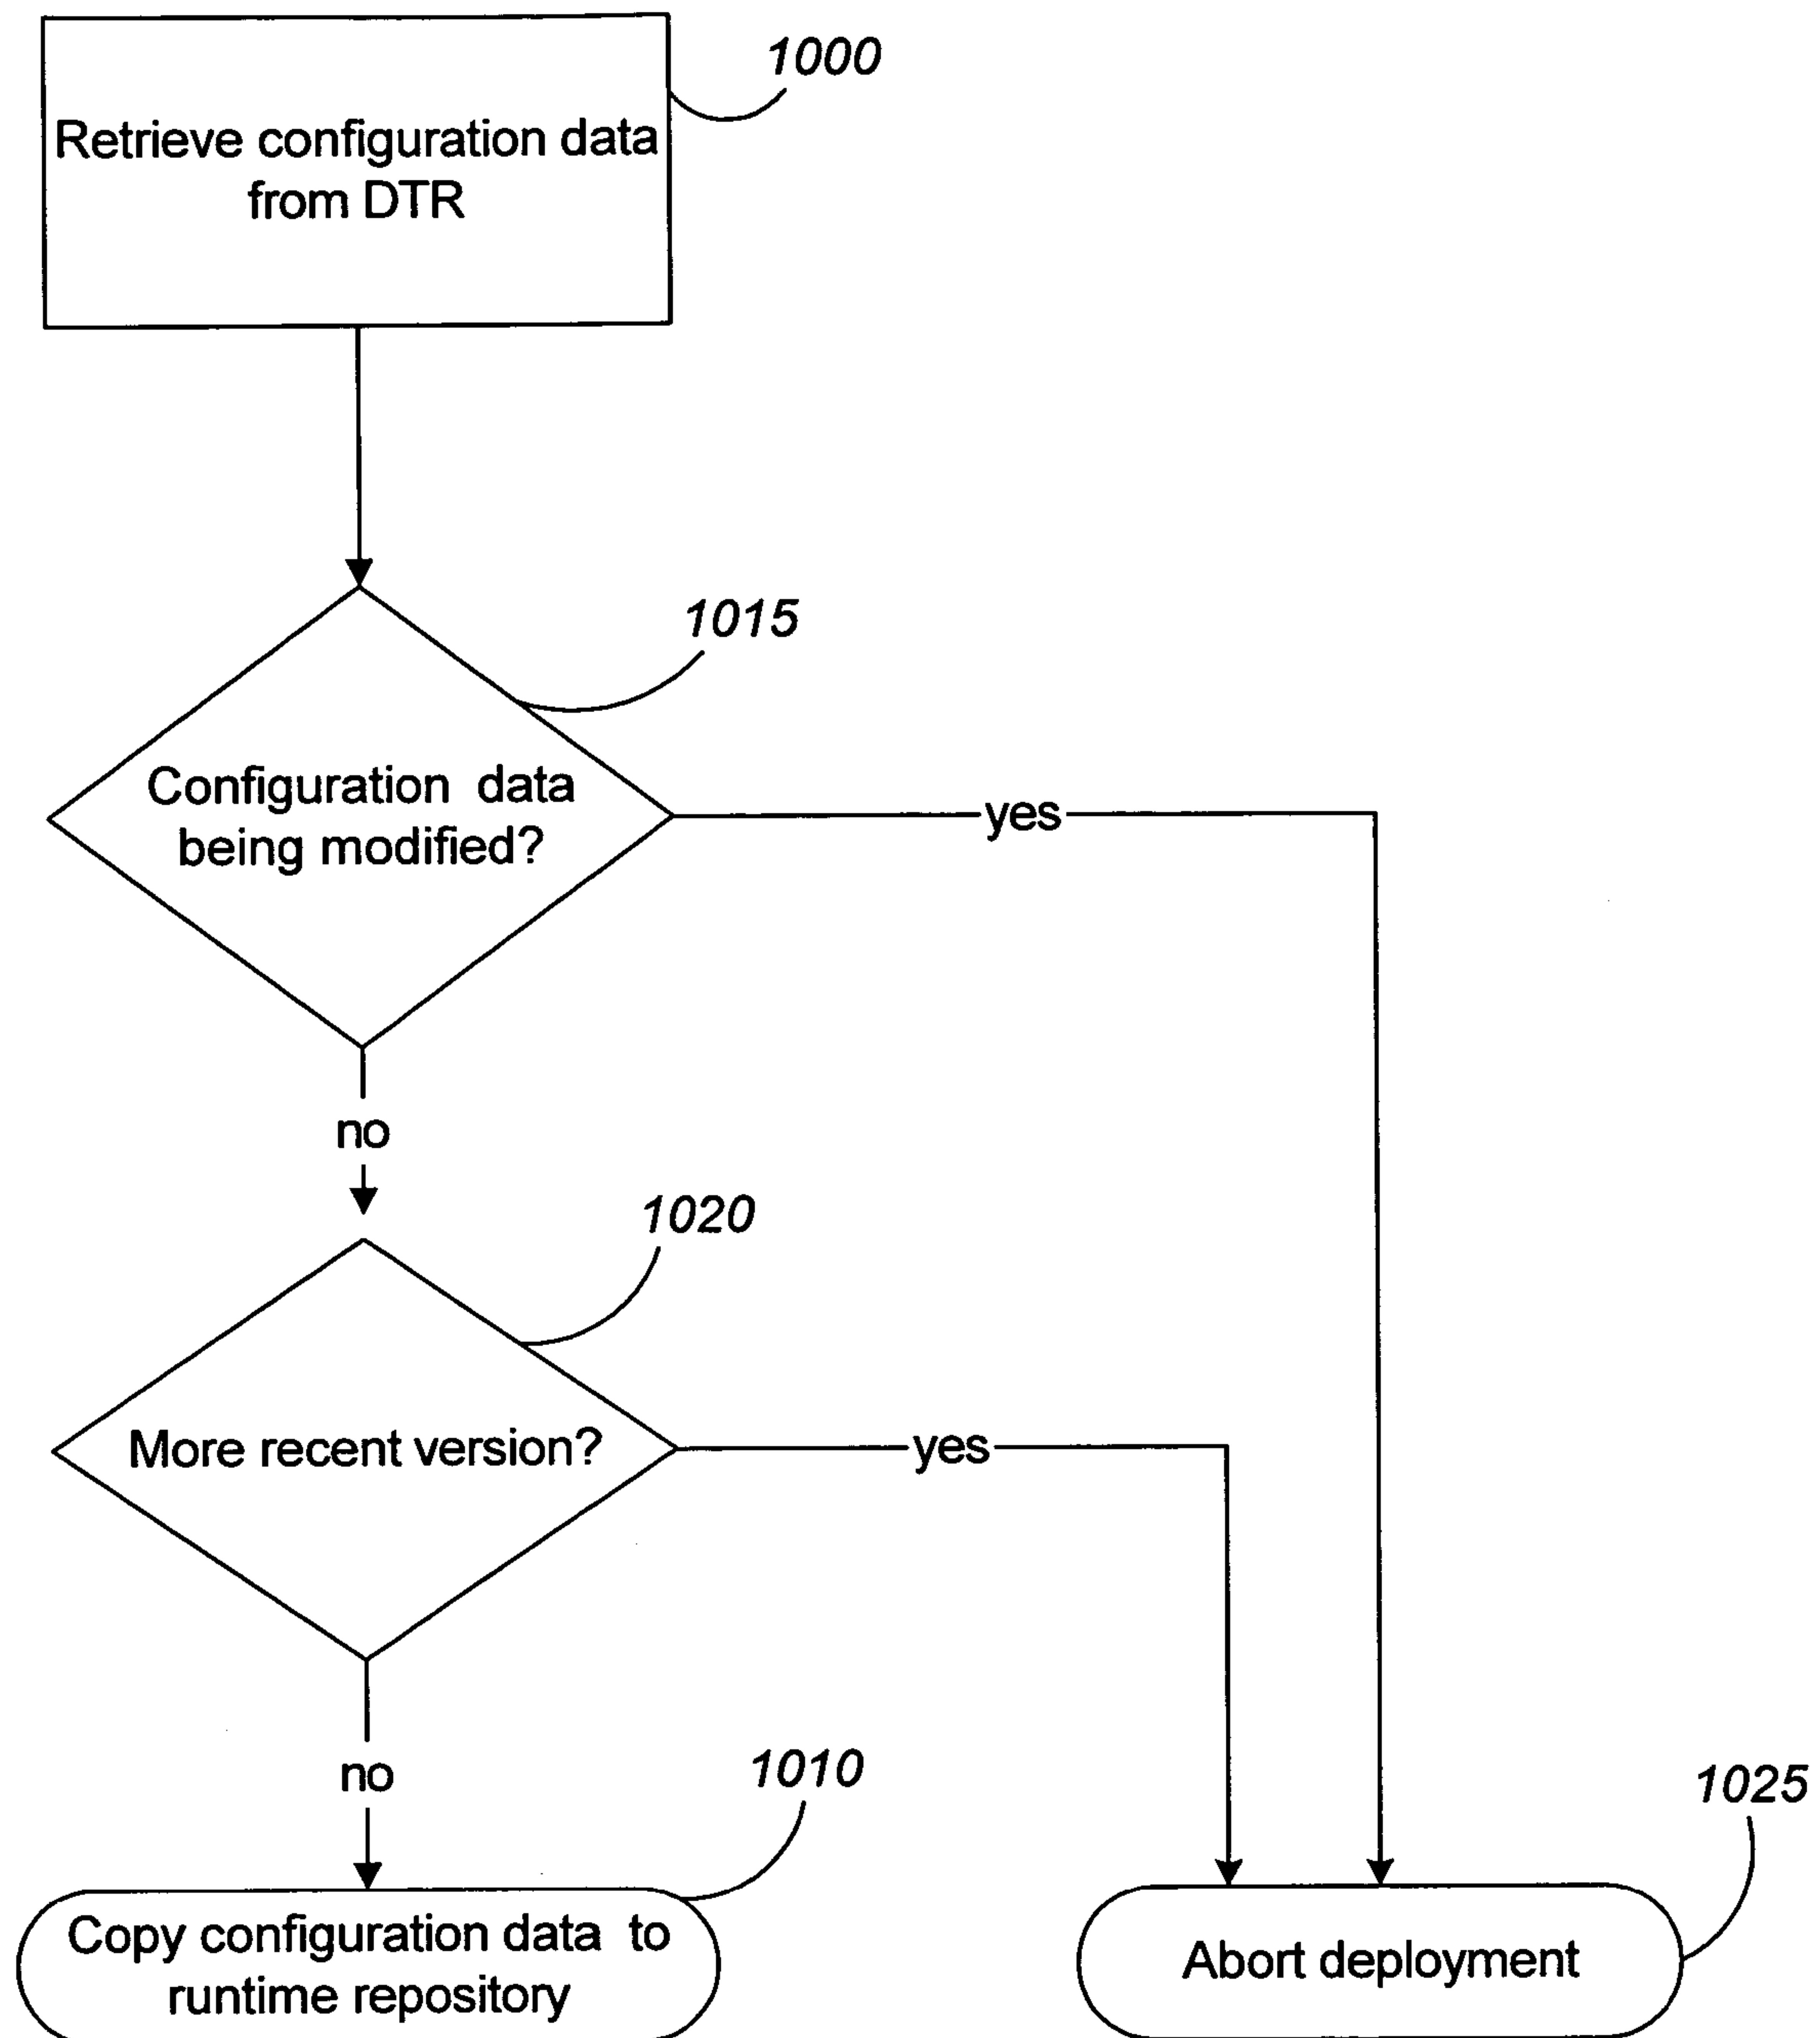 1000
Retrieve configuration data
from DTR
1015
Configuration data
being modified?
yes
no
1020
More recent version?
yes
no
1010
1025
Copy configuration data to
runtime repository
Abort deployment